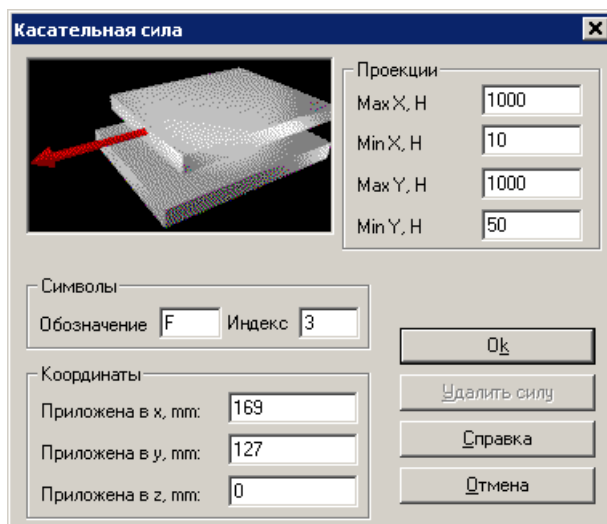 Касательная сила
Проекции
Max X, Н 1000
Min X, Н 10
Max Y, Н 1000
Min Y, Н 50
Символы
Обозначение F Индекс 3
Координаты
Приложена в x, mm: 169
Приложена в y, mm: 127
Приложена в z, mm: 0
Ok
Удалить силу
Справка
Отмена